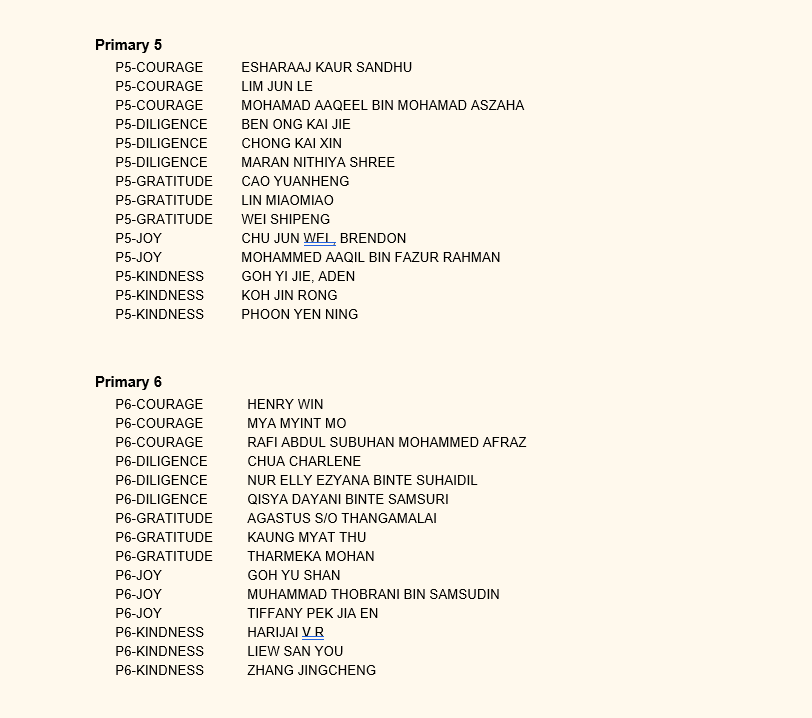 Primary 5
P5-COURAGE ESHARAAJ KAUR SANDHU
P5-COURAGE LIM JUN LE
P5-COURAGE MOHAMAD AAQEEL BIN MOHAMAD ASZAHA
P5-DILIGENCE BEN ONG KAI JIE
P5-DILIGENCE CHONG KAI XIN
P5-DILIGENCE MARAN NITHIYA SHREE
P5-GRATITUDE CAO YUANHENG
P5-GRATITUDE LIN MIAOMIAO
P5-GRATITUDE WEI SHIPENG
P5-JOY CHU JUN WEI, BRENDON
P5-JOY MOHAMMED AAQIL BIN FAZUR RAHMAN
P5-KINDNESS GOH YI JIE, ADEN
P5-KINDNESS KOH JIN RONG
P5-KINDNESS PHOON YEN NING
Primary 6
P6-COURAGE HENRY WIN
P6-COURAGE MYA MYINT MO
P6-COURAGE RAFI ABDUL SUBUHAN MOHAMMED AFRAZ
P6-DILIGENCE CHUA CHARLENE
P6-DILIGENCE NUR ELLY EZYANA BINTE SUHAIDIL
P6-DILIGENCE QISYA DAYANI BINTE SAMSURI
P6-GRATITUDE AGASTUS S/O THANGAMALAI
P6-GRATITUDE KAUNG MYAT THU
P6-GRATITUDE THARMEKA MOHAN
P6-JOY GOH YU SHAN
P6-JOY MUHAMMAD THOBRANI BIN SAMSUDIN
P6-JOY TIFFANY PEK JIA EN
P6-KINDNESS HARIJAI V R
P6-KINDNESS LIEW SAN YOU
P6-KINDNESS ZHANG JINGCHENG